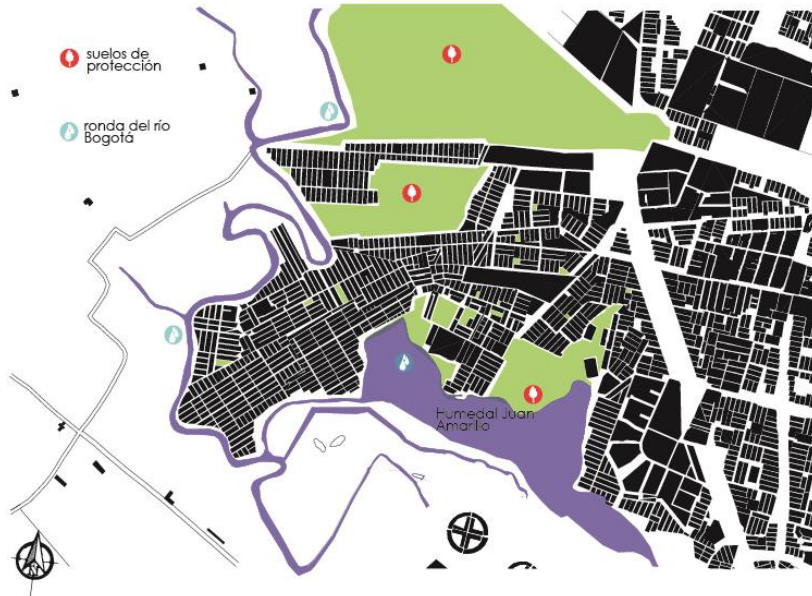 suelos de
protección
ronda del río
Bogotá
Humedal Juan
Amarillo
N